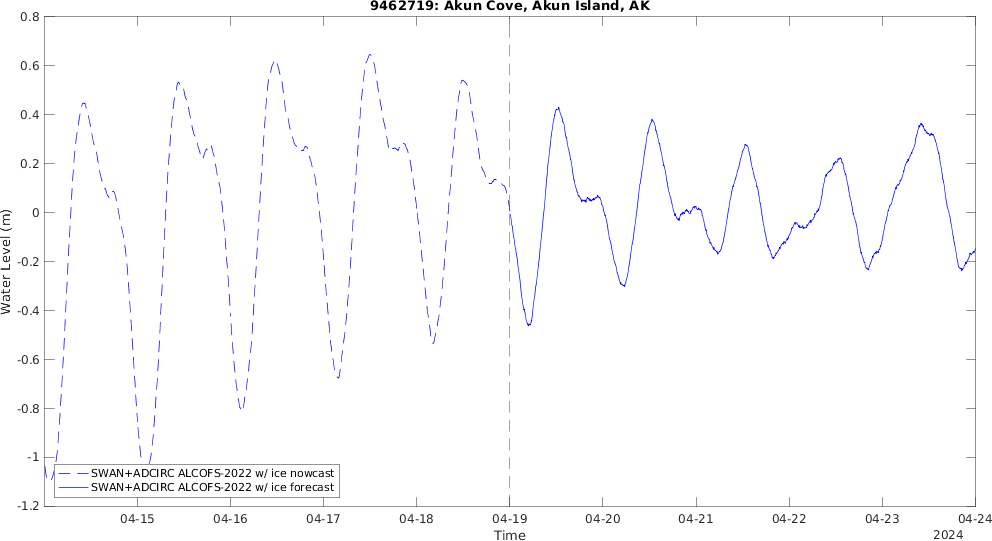 9462719: Akun Cove, Akun Island, AK
0.8
0.6
0.4
0.2
0
-0.2
-0.4
-0.6
-0.8
-1
-1.2
Water Level (m)
SWAN+ADCIRC ALCOFS-2022 w/ ice nowcast
SWAN+ADCIRC ALCOFS-2022 w/ ice forecast
04-15 04-16 04-17 04-18 04-19 04-20 04-21 04-22 04-23 04-24
Time
2024